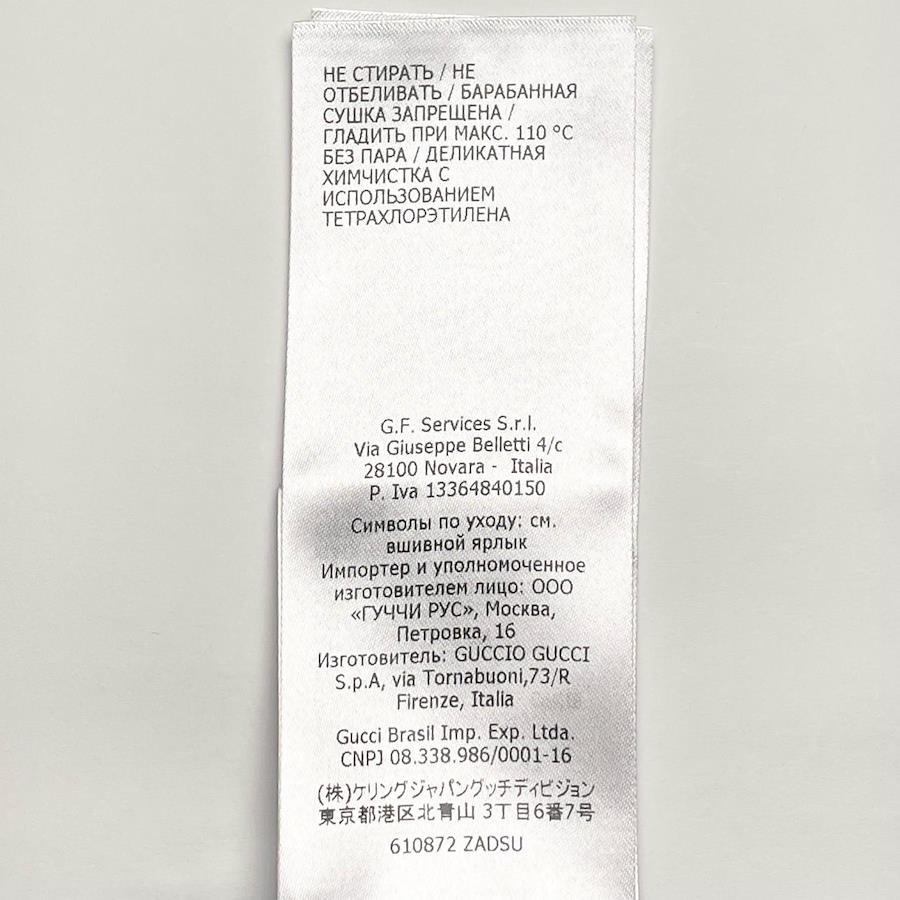 НЕ СТИРАТЬ / НЕ
ОТБЕЛИВАТЬ / БАРАБАННАЯ
СУШКА ЗАПРЕЩЕНА /
ГЛАДИТЬ ПРИ МАКС. 110 °C
БЕЗ ПАРА / ДЕЛИКАТНАЯ
ХИМЧИСТКА С
ИСПОЛЬЗОВАНИЕМ
ТЕТРАХЛОРЭТИЛЕНА
G.F. Services S.r.l.
Via Giuseppe Belletti 4/c
28100 Novara - Italia
P. Iva 13364840150
Символы по уходу: см.
вшивной ярлык
Импортер и уполномоченное
изготовителем лицо: ООО
«ГУЧЧИ РУС», Москва,
Петровка, 16
Изготовитель: GUCCIO GUCCI
S.p.A, via Tornabuoni,73/R
Firenze, Italia
Gucci Brasil Imp. Exp. Ltda.
CNPJ 08.338.986/0001-16
(株)ケリングジャパングッチディビジョン
東京都港区北青山 3丁目6番7号
610872 ZADSU